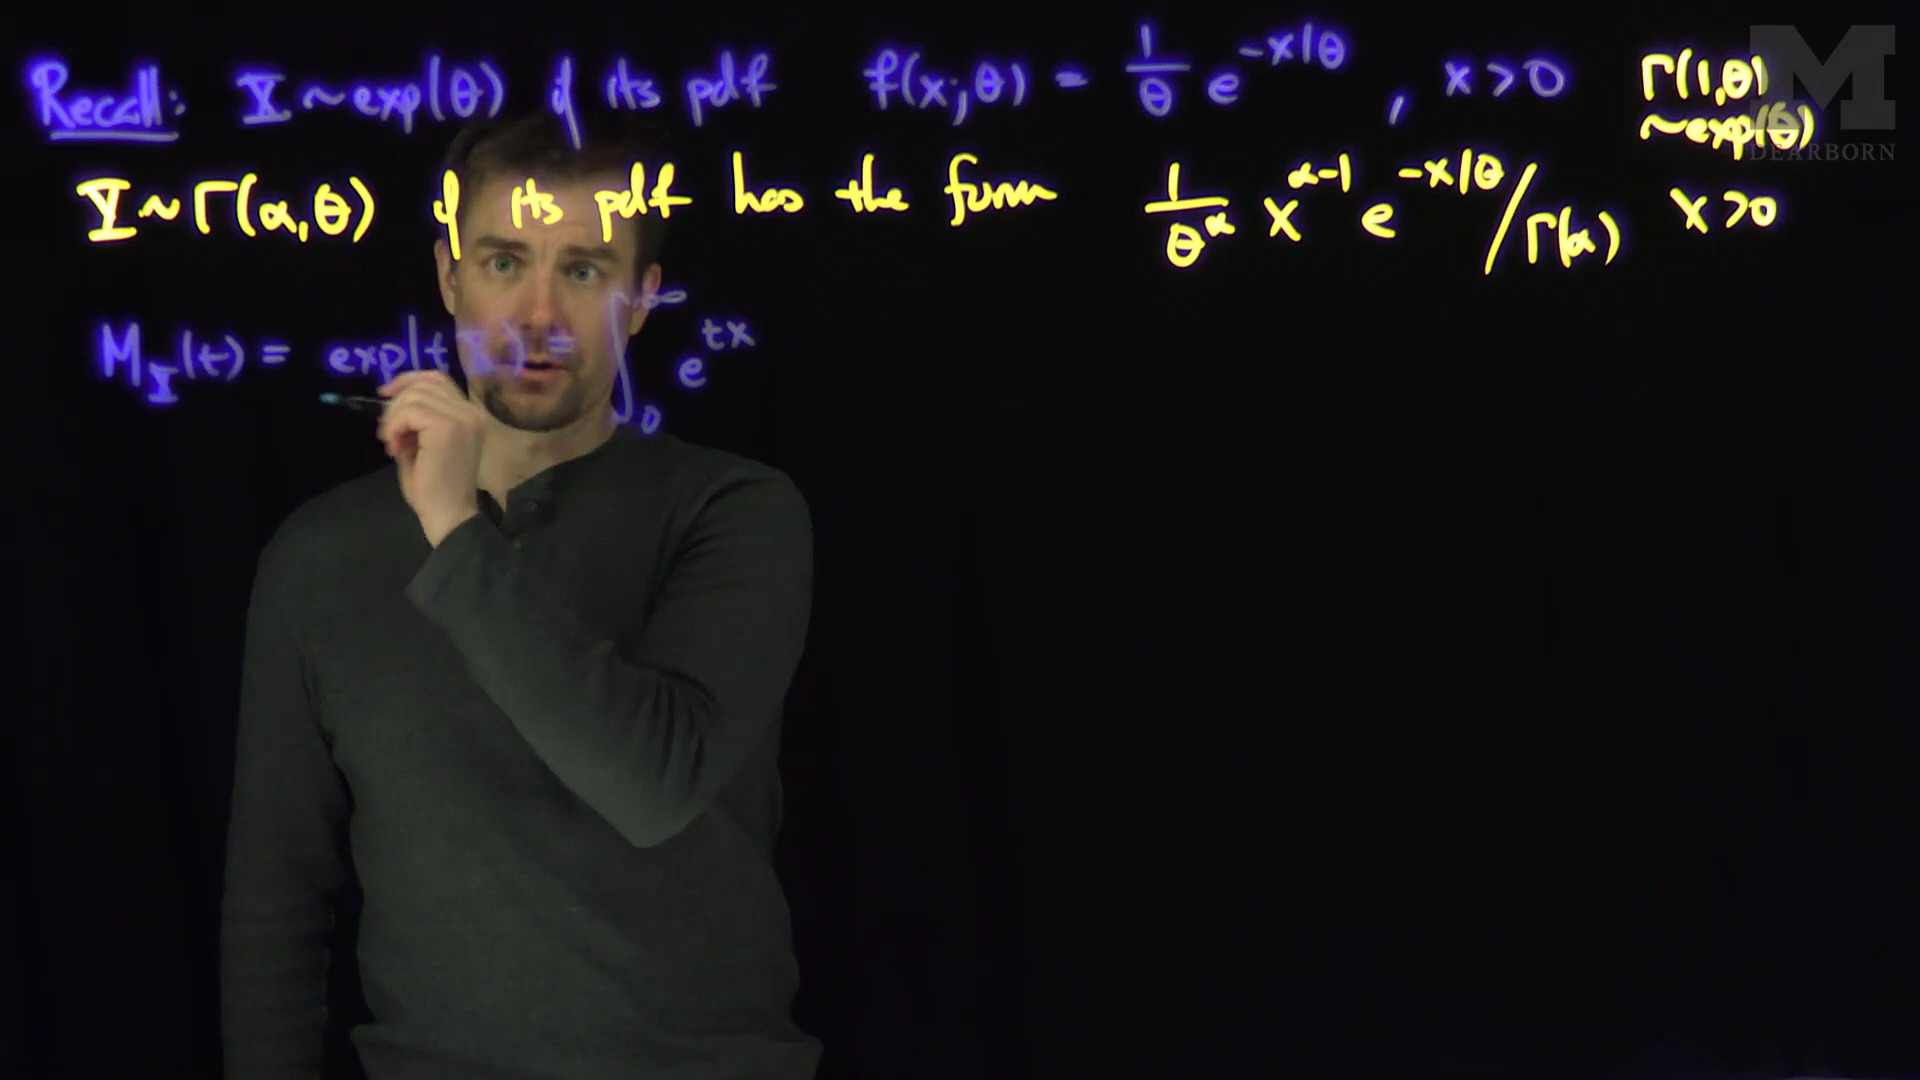 Recall: X ~ exp(θ) if its pdf f(x;θ) = 1/θ e^{-x/θ}, x>0
Γ(1,θ)
~exp(θ)
X ~ Γ(α,θ) if its pdf has the form 1/θ^α x^{α-1} e^{-x/θ} / Γ(α) x>0
M_X(t) = exp(tX) = ∫_0^∞ e^{tx}
M
DEARBORN